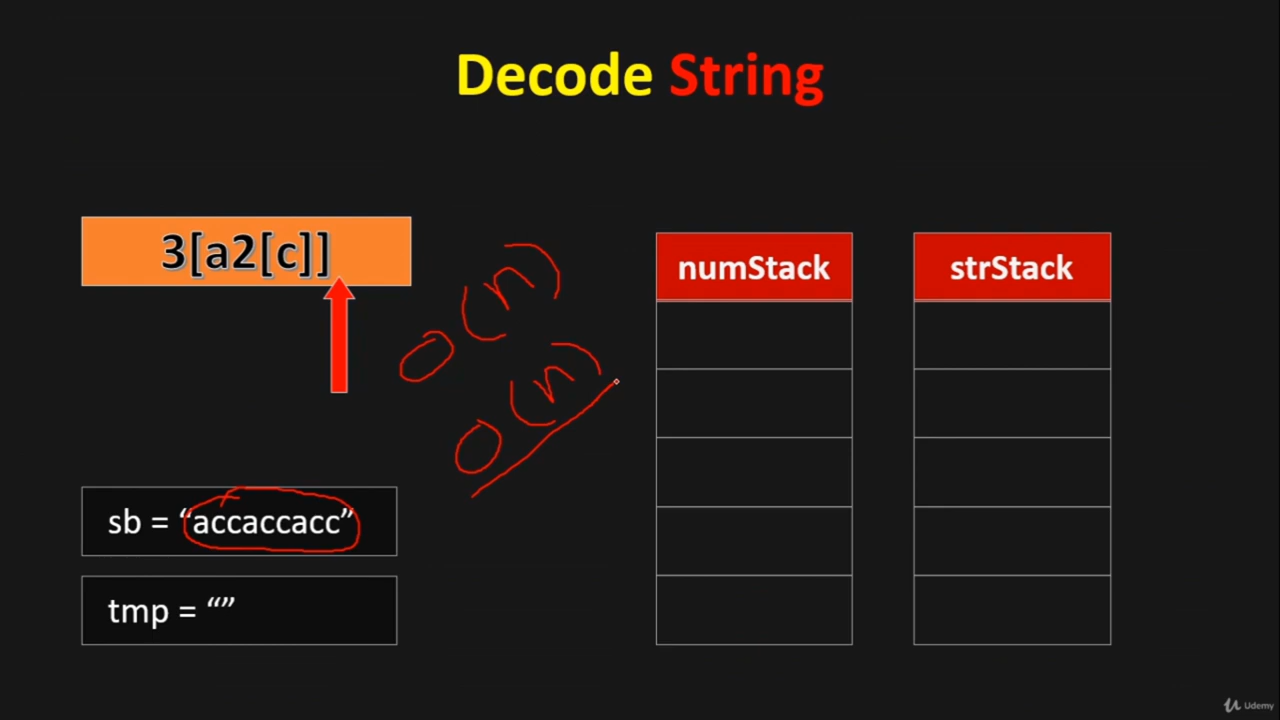 Decode String
3[a2[c]]
O(n)
O(n)
numStack
strStack
sb = “accaccacc”
tmp = “”
Udemy